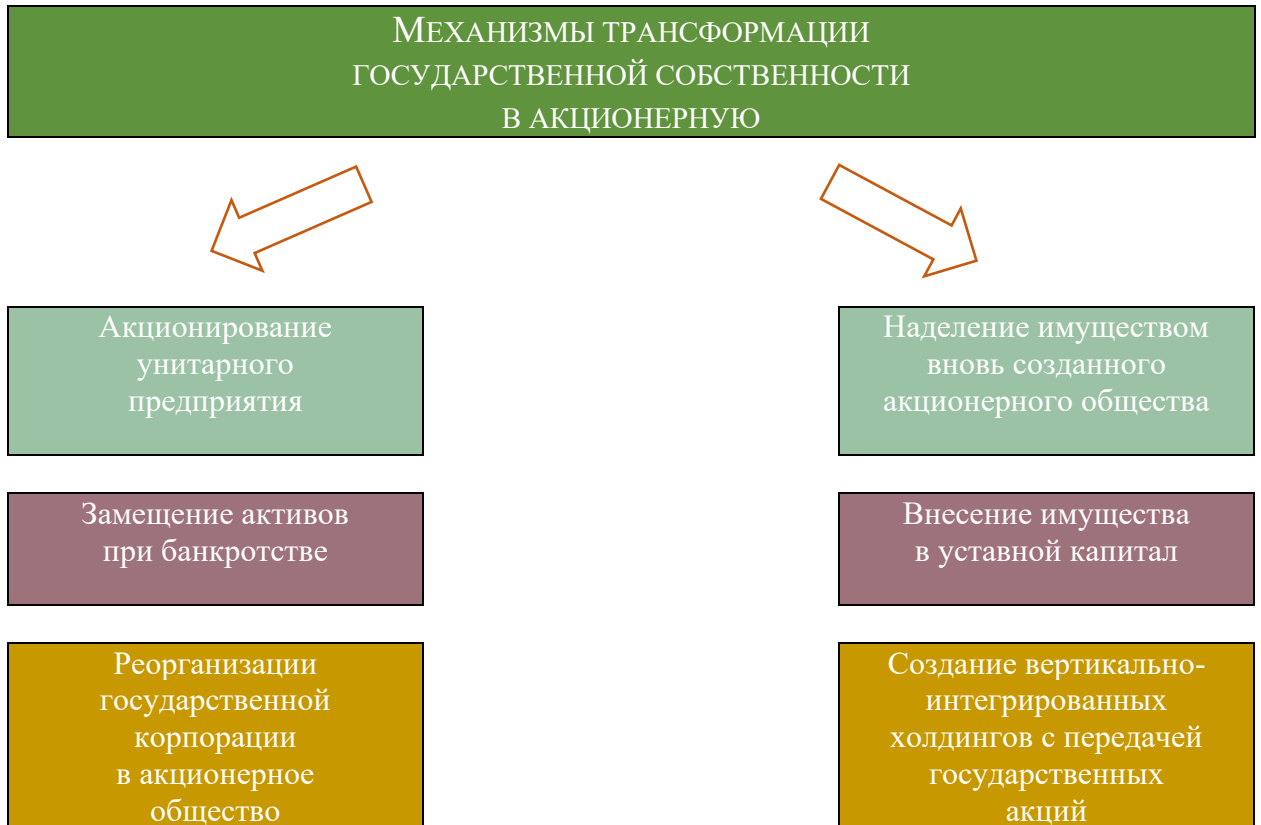 МЕХАНИЗМЫ ТРАНСФОРМАЦИИ
ГОСУДАРСТВЕННОЙ СОБСТВЕННОСТИ
В АКЦИОНЕРНУЮ
Акционирование
унитарного
предприятия
Наделение имуществом
вновь созданного
акционерного общества
Замещение активов
при банкротстве
Внесение имущества
в уставной капитал
Реорганизации
государственной
корпорации
в акционерное
общество
Создание вертикально-
интегрированных
холдингов с передачей
государственных
акций